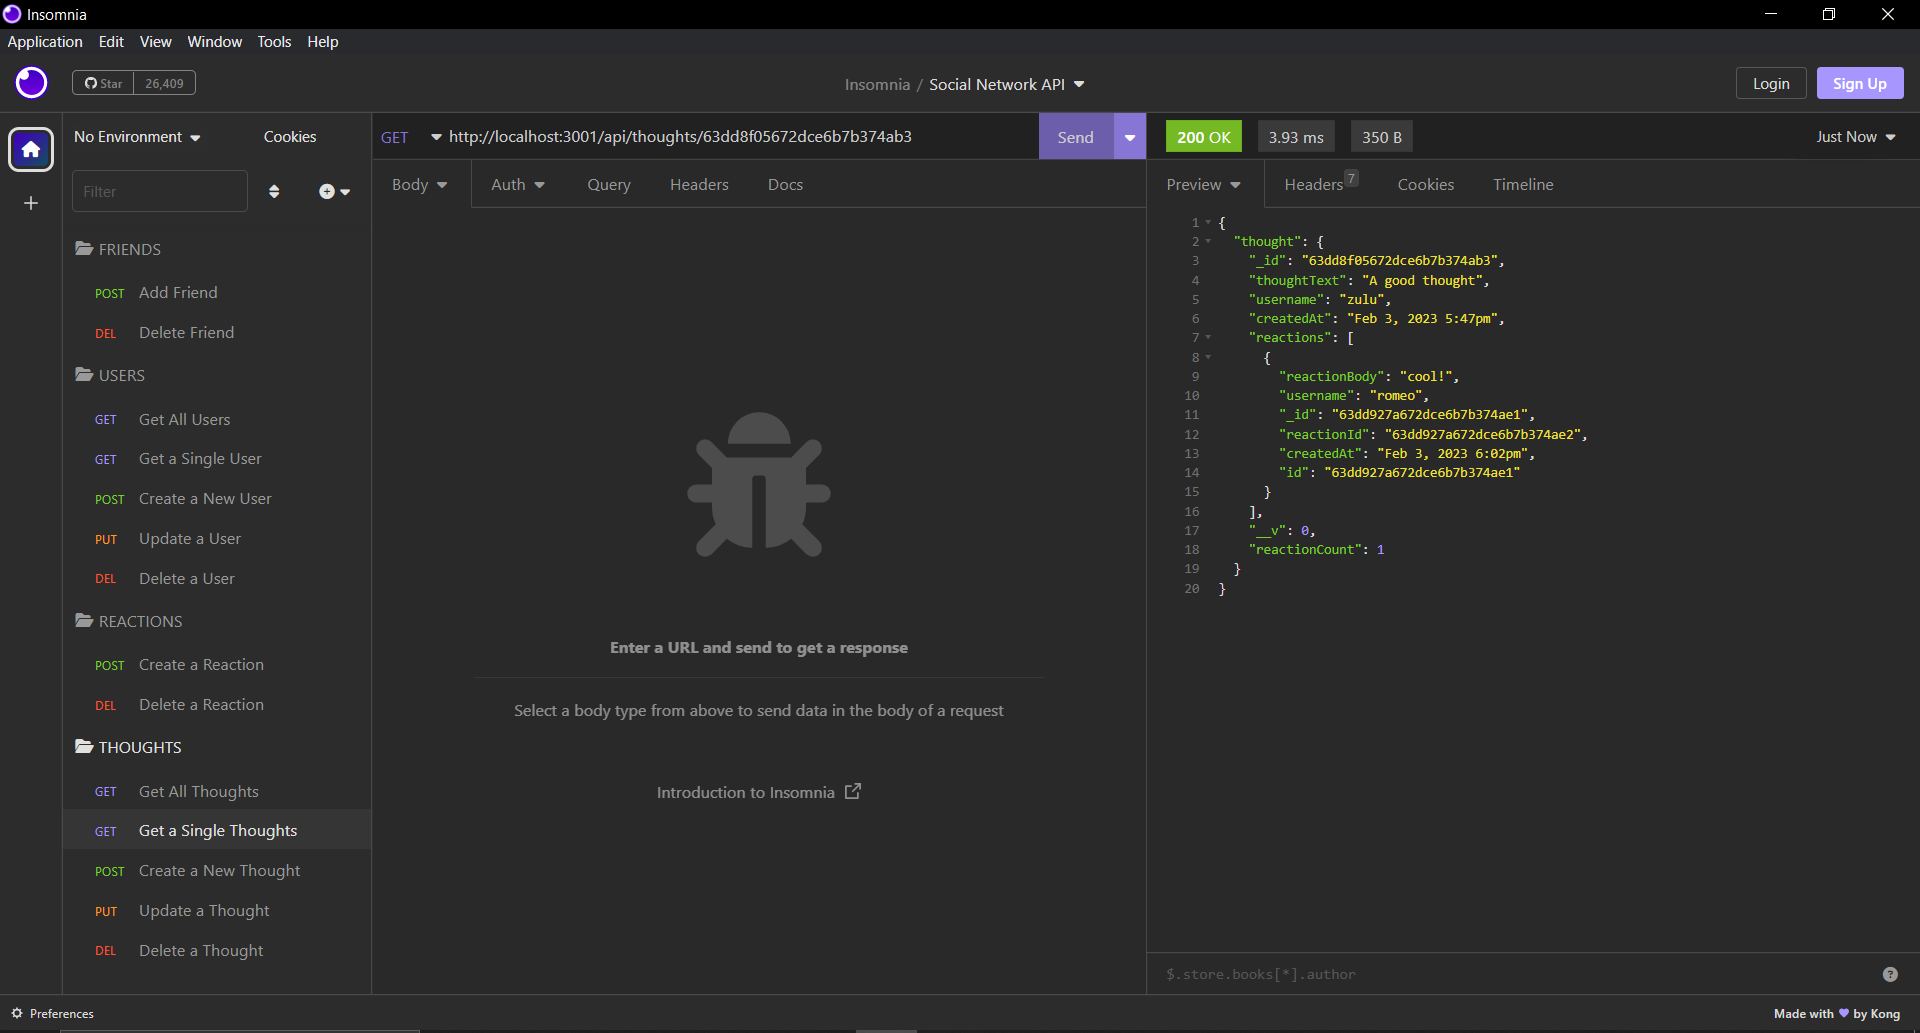 Insomnia
Application Edit View Window Tools Help
Star 26,409
Insomnia / Social Network API
Login Sign Up
No Environment Cookies
Filter
FRIENDS
POST Add Friend
DEL Delete Friend
USERS
GET Get All Users
GET Get a Single User
POST Create a New User
PUT Update a User
DEL Delete a User
REACTIONS
POST Create a Reaction
DEL Delete a Reaction
THOUGHTS
GET Get All Thoughts
GET Get a Single Thoughts
POST Create a New Thought
PUT Update a Thought
DEL Delete a Thought
GET http://localhost:3001/api/thoughts/63dd8f05672dce6b7b374ab3 Send
Body Auth Query Headers Docs
Enter a URL and send to get a response
Select a body type from above to send data in the body of a request
Introduction to Insomnia
200 OK 3.93 ms 350 B Just Now
Preview Headers 7 Cookies Timeline
1 {
2 "thought": {
3 "_id": "63dd8f05672dce6b7b374ab3",
4 "thoughtText": "A good thought",
5 "username": "zulu",
6 "createdAt": "Feb 3, 2023 5:47pm",
7 "reactions": [
8 {
9 "reactionBody": "cool!",
10 "username": "romeo",
11 "_id": "63dd927a672dce6b7b374ae1",
12 "reactionId": "63dd927a672dce6b7b374ae2",
13 "createdAt": "Feb 3, 2023 6:02pm",
14 "id": "63dd927a672dce6b7b374ae1"
15 }
16 ],
17 "__v": 0,
18 "reactionCount": 1
19 }
20 }
$.store.books[*].author ?
Preferences
Made with ♥ by Kong